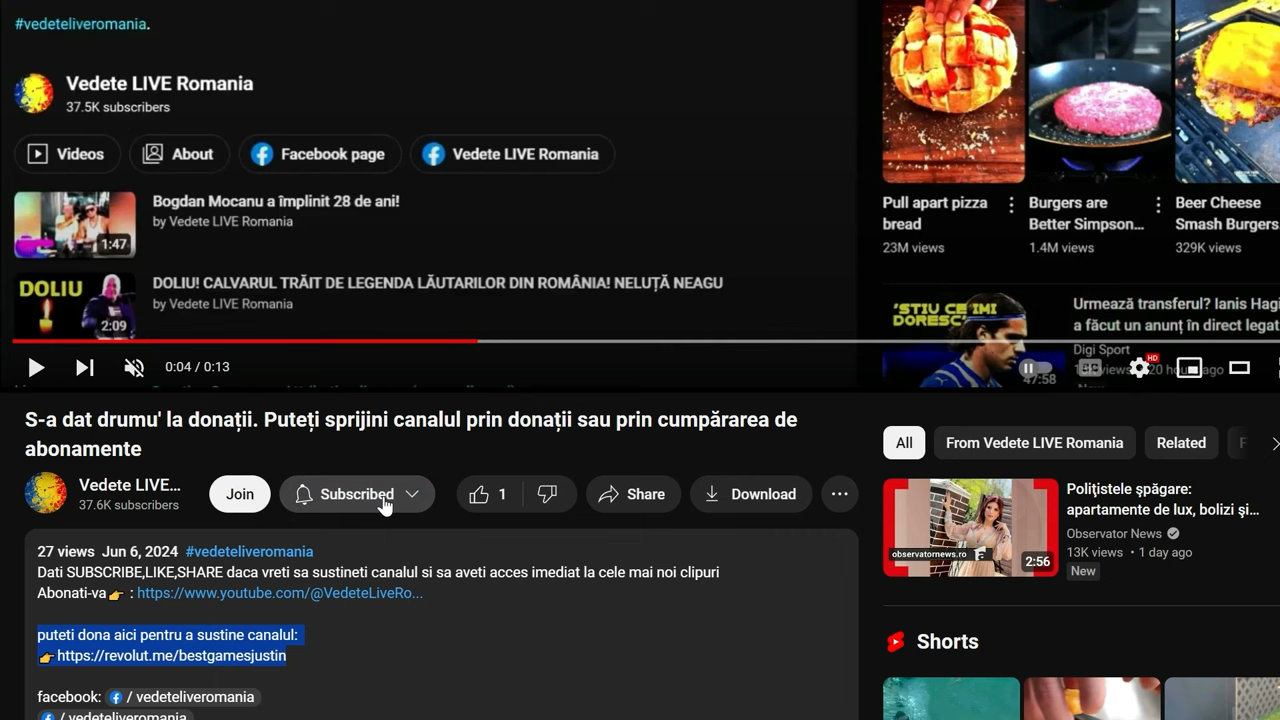 #vedeteliveromania.
Vedete LIVE Romania
37.5K subscribers
Videos
About
Facebook page
Vedete LIVE Romania
Bogdan Mocanu a împlinit 28 de ani!
by Vedete LIVE Romania
1:47
DOLIU! CALVARUL TRĂIT DE LEGENDA LĂUTARILOR DIN ROMÂNIA! NELUȚĂ NEAGU
by Vedete LIVE Romania
DOLIU
2:09
0:04 / 0:13
HD
Pull apart pizza
bread
23M views
Burgers are
Better Simpson...
1.4M views
Beer Cheese
Smash Burgers
329K views
'ȘTIU CE ÎMI
DORESC'
47:58
Urmează transferul? Ianis Hagi
a făcut un anunț în direct legat
Digi Sport
S-a dat drumu' la donații. Puteți sprijini canalul prin donații sau prin cumpărarea de
abonamente
Vedete LIVE...
37.6K subscribers
Join
Subscribed
1
Share
Download
27 views Jun 6, 2024 #vedeteliveromania
Dati SUBSCRIBE,LIKE,SHARE daca vreti sa sustineti canalul si sa aveti acces imediat la cele mai noi clipuri
Abonati-va👉 : https://www.youtube.com/@VedeteLiveRo...
puteti dona aici pentru a sustine canalul:
👉https://revolut.me/bestgamesjustin
facebook: / vedeteliveromania
/ vedeteliveromania
All
From Vedete LIVE Romania
Related
Polițistele șpăgare:
apartamente de lux, bolizi și...
Observator News
13K views • 1 day ago
New
observatornews.ro
2:56
Shorts